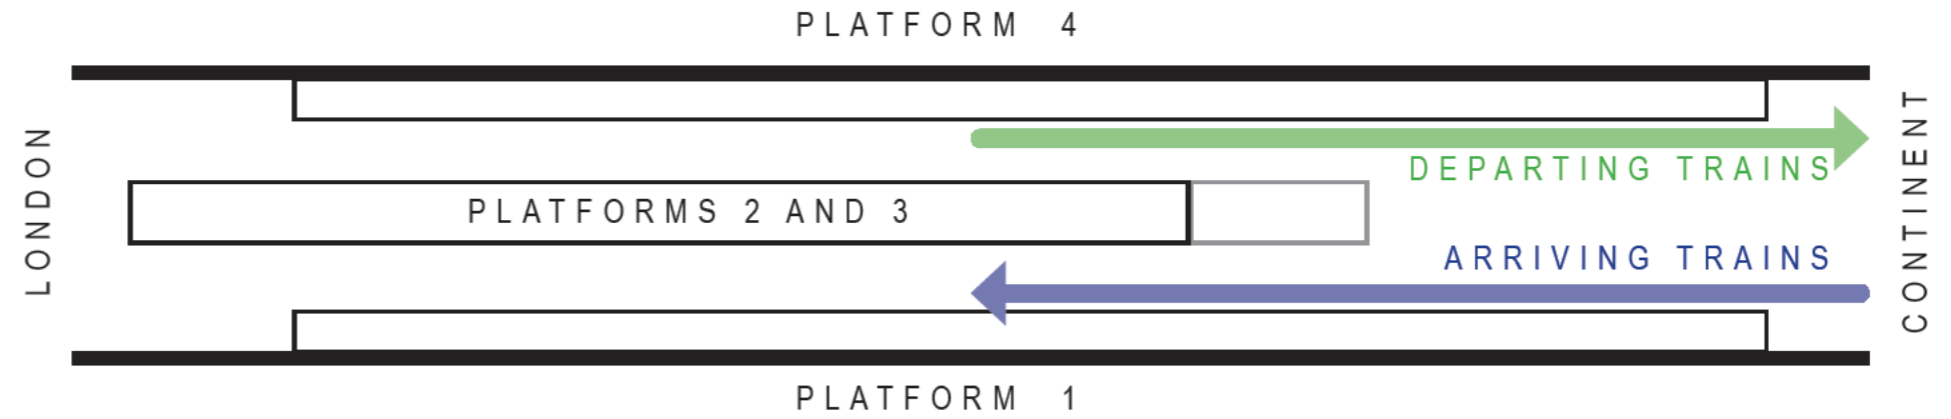 PLATFORM 4
LONDON
DEPARTING TRAINS
PLATFORMS 2 AND 3
ARRIVING TRAINS
CONTINENT
PLATFORM 1